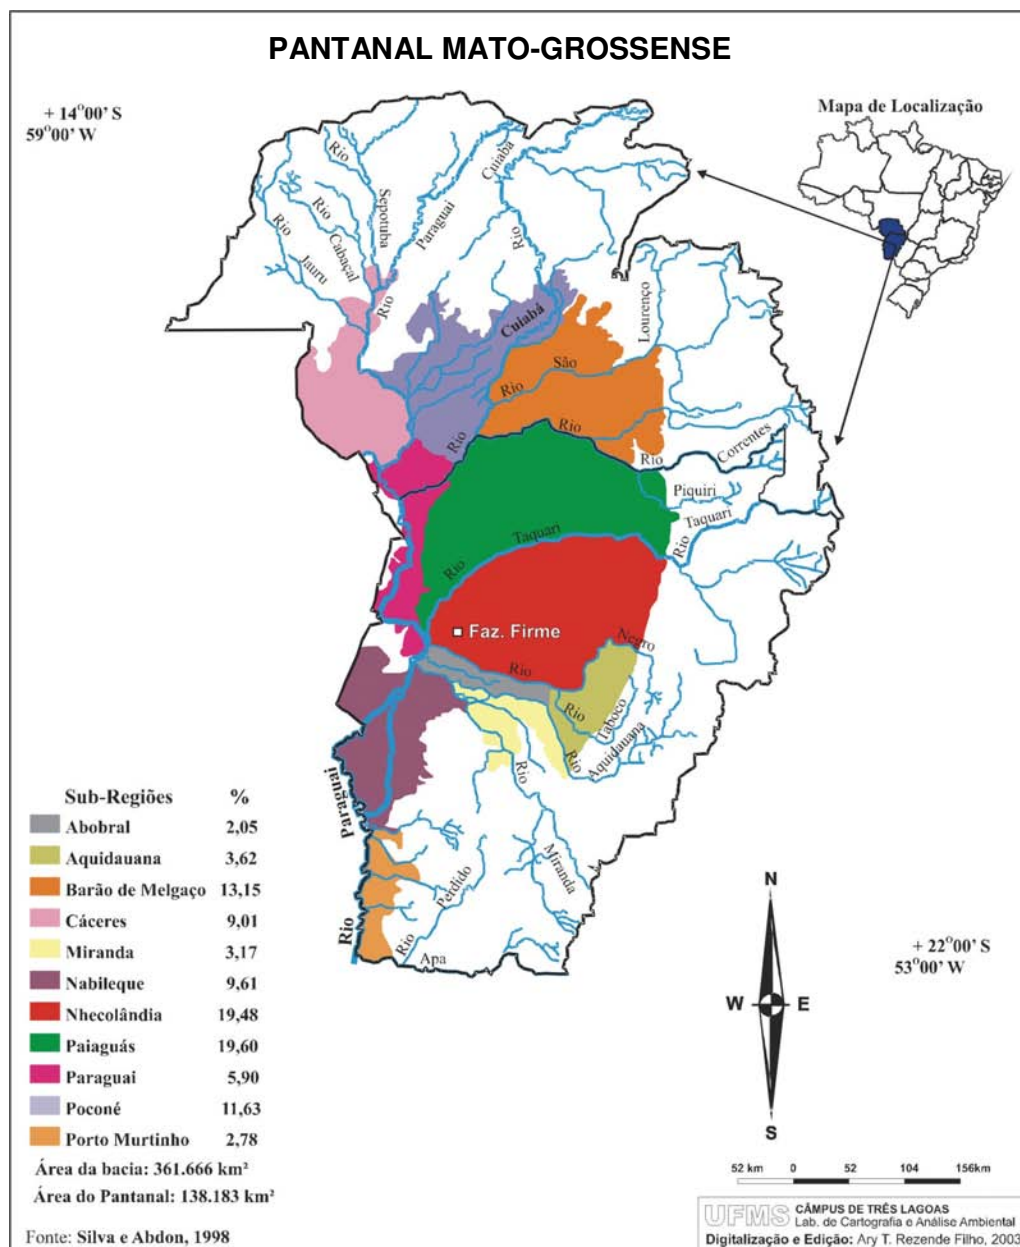 PANTANAL MATO-GROSSENSE
+ 14°00' S
59°00' W
Mapa de Localização
Rio
Sepotuba
Rio
Cabaçal
Rio
Jauru
Rio
Paraguai
Rio
Cuiaba
Rio
Cuiabá
Rio
São
Lourenço
Rio
Rio
Correntes
Piquiri
Rio
Taquari
Rio
Taquari
Faz. Firme
Rio
Negro
Rio
Taboco
Rio
Aquidauana
Rio
Miranda
Rio
Paraguai
Rio
Perdido
Apa
Sub-Regiões %
Abobral 2,05
Aquidauana 3,62
Barão de Melgaço 13,15
Cáceres 9,01
Miranda 3,17
Nabileque 9,61
Nhecolândia 19,48
Paiaguás 19,60
Paraguai 5,90
Poconé 11,63
Porto Murtinho 2,78
Área da bacia: 361.666 km²
Área do Pantanal: 138.183 km²
Fonte: Silva e Abdon, 1998
+ 22°00' S
53°00' W
N
W E
S
52 km 0 52 104 156km
UFMS CÂMPUS DE TRÊS LAGOAS
Lab. de Cartografia e Análise Ambiental
Digitalização e Edição: Ary T. Rezende Filho, 2003